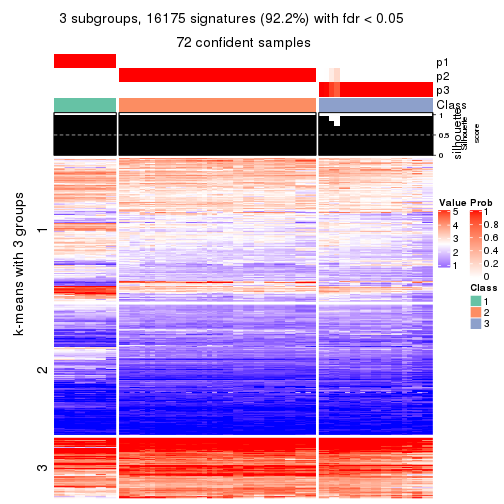 3 subgroups, 16175 signatures (92.2%) with fdr < 0.05
72 confident samples
p1
p2
p3
Class
1
0.5
0
silhouette
Silhouette
score
k-means with 3 groups
1
2
3
Value
5
4
3
2
1
Prob
1
0.8
0.6
0.4
0.2
0
Class
1
2
3